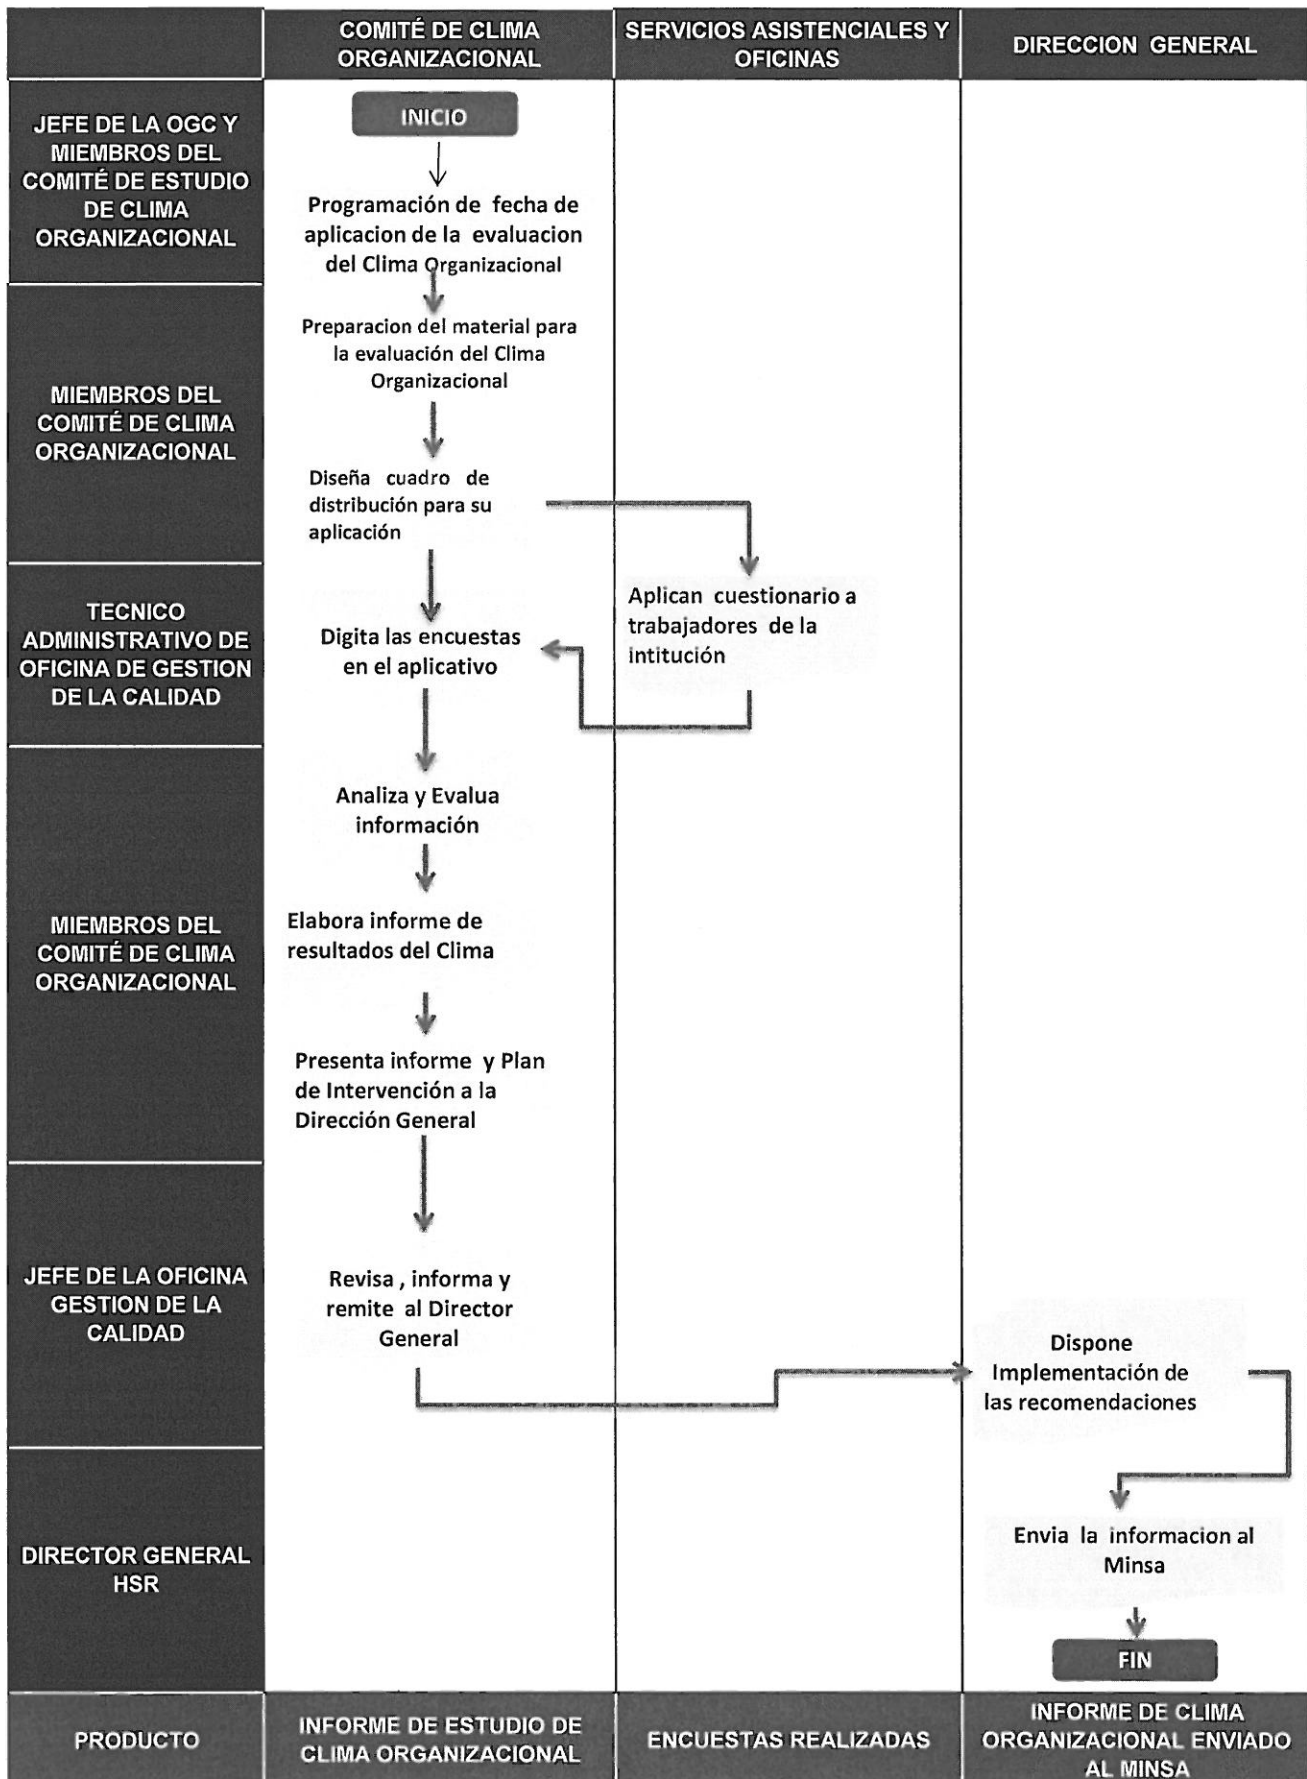 COMITÉ DE CLIMA
ORGANIZACIONAL
SERVICIOS ASISTENCIALES Y
OFICINAS
DIRECCION GENERAL
JEFE DE LA OGC Y
MIEMBROS DEL
COMITÉ DE ESTUDIO
DE CLIMA
ORGANIZACIONAL
INICIO
Programación de fecha de
aplicacion de la evaluacion
del Clima Organizacional
MIEMBROS DEL
COMITÉ DE CLIMA
ORGANIZACIONAL
Preparacion del material para
la evaluación del Clima
Organizacional
Diseña cuadro de
distribución para su
aplicación
TECNICO
ADMINISTRATIVO DE
OFICINA DE GESTION
DE LA CALIDAD
Digita las encuestas
en el aplicativo
Aplican cuestionario a
trabajadores de la
intitución
MIEMBROS DEL
COMITÉ DE CLIMA
ORGANIZACIONAL
Analiza y Evalua
información
Elabora informe de
resultados del Clima
Presenta informe y Plan
de Intervención a la
Dirección General
JEFE DE LA OFICINA
GESTION DE LA
CALIDAD
Revisa , informa y
remite al Director
General
Dispone
Implementación de
las recomendaciones
DIRECTOR GENERAL
HSR
Envia la informacion al
Minsa
FIN
PRODUCTO
INFORME DE ESTUDIO DE
CLIMA ORGANIZACIONAL
ENCUESTAS REALIZADAS
INFORME DE CLIMA
ORGANIZACIONAL ENVIADO
AL MINSA